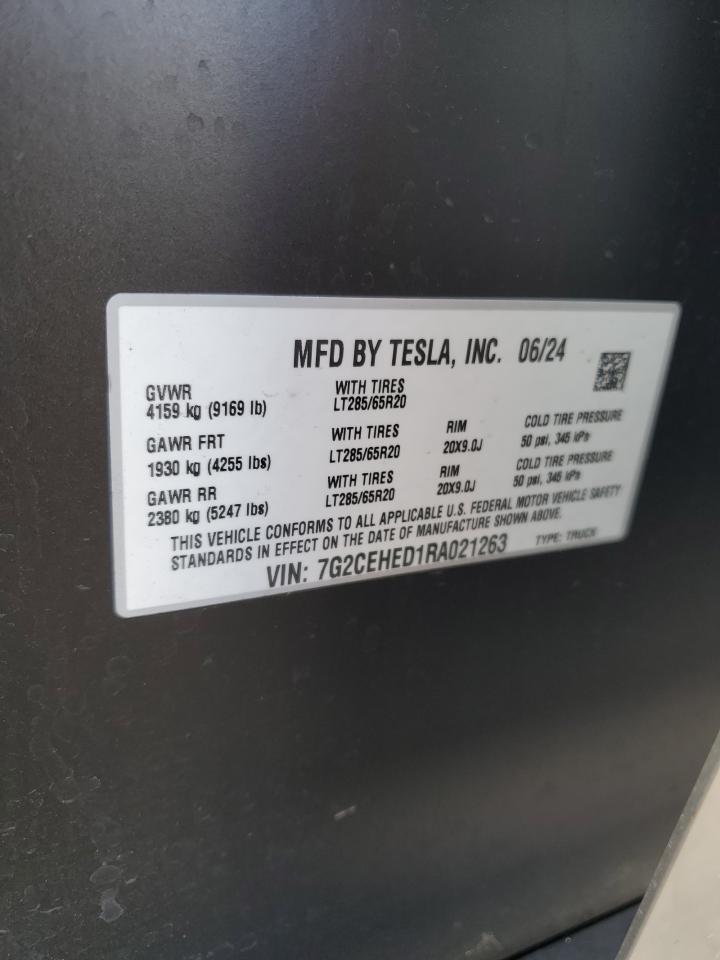 MFD BY TESLA, INC. 06/24
GVWR
4159 kg (9169 lb)
WITH TIRES
LT285/65R20
GAWR FRT
1930 kg (4255 lbs)
WITH TIRES
LT285/65R20
RIM
20X9.0J
COLD TIRE PRESSURE
50 psi, 345 kPa
GAWR RR
2380 kg (5247 lbs)
WITH TIRES
LT285/65R20
RIM
20X9.0J
COLD TIRE PRESSURE
50 psi, 345 kPa
THIS VEHICLE CONFORMS TO ALL APPLICABLE U.S. FEDERAL MOTOR VEHICLE SAFETY
STANDARDS IN EFFECT ON THE DATE OF MANUFACTURE SHOWN ABOVE.
VIN: 7G2CEHED1RA021263
TYPE: TRUCK